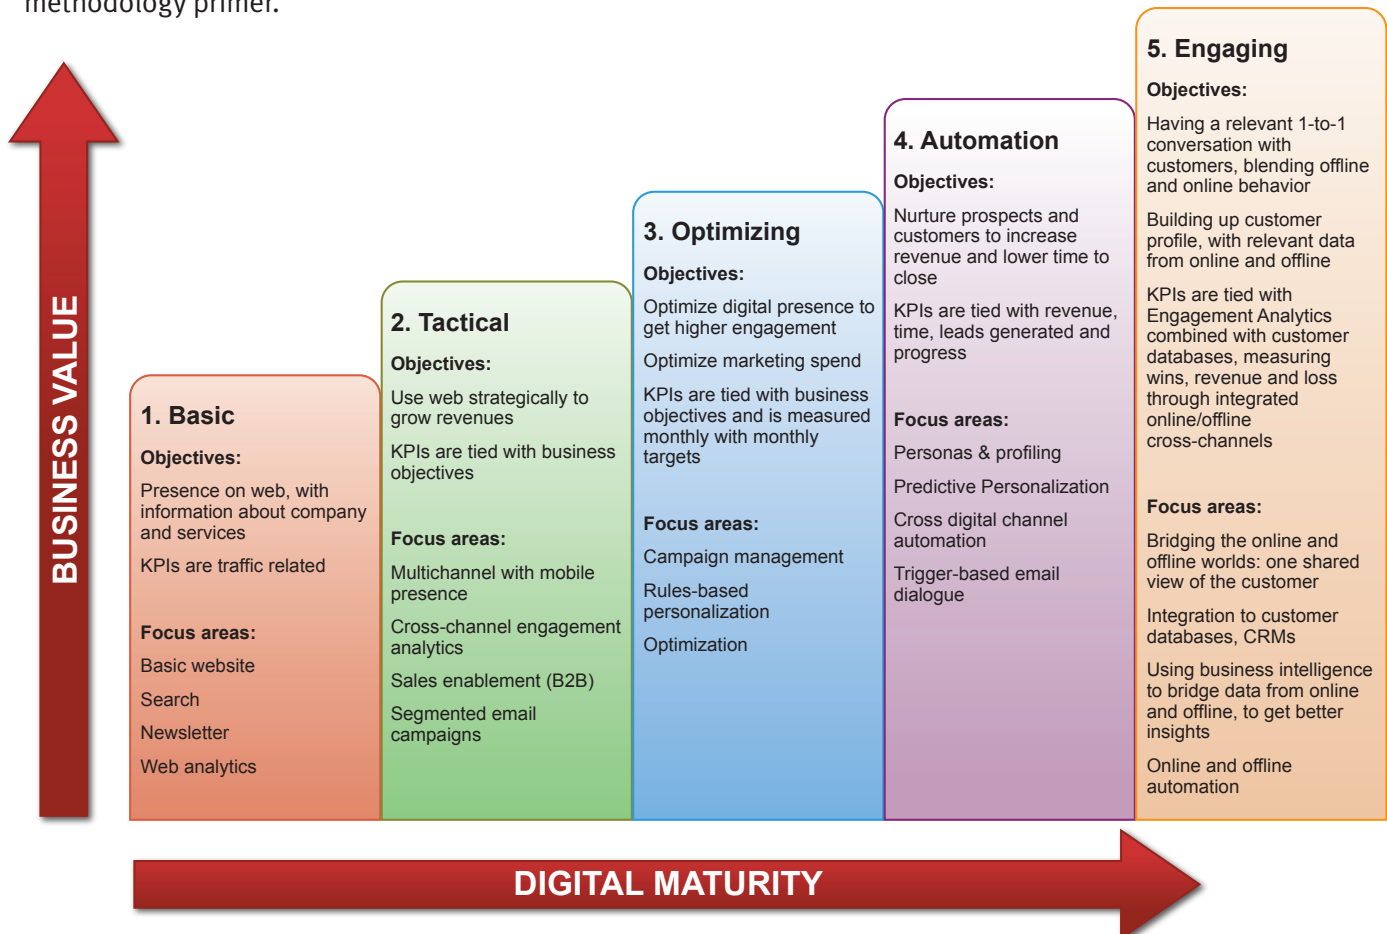 methodology primer.
BUSINESS VALUE
1. Basic
Objectives:
Presence on web, with
information about company
and services
KPIs are traffic related
Focus areas:
Basic website
Search
Newsletter
Web analytics
2. Tactical
Objectives:
Use web strategically to
grow revenues
KPIs are tied with business
objectives
Focus areas:
Multichannel with mobile
presence
Cross-channel engagement
analytics
Sales enablement (B2B)
Segmented email
campaigns
3. Optimizing
Objectives:
Optimize digital presence to
get higher engagement
Optimize marketing spend
KPIs are tied with business
objectives and is measured
monthly with monthly
targets
Focus areas:
Campaign management
Rules-based
personalization
Optimization
4. Automation
Objectives:
Nurture prospects and
customers to increase
revenue and lower time to
close
KPIs are tied with revenue,
time, leads generated and
progress
Focus areas:
Personas & profiling
Predictive Personalization
Cross digital channel
automation
Trigger-based email
dialogue
5. Engaging
Objectives:
Having a relevant 1-to-1
conversation with
customers, blending offline
and online behavior
Building up customer
profile, with relevant data
from online and offline
KPIs are tied with
Engagement Analytics
combined with customer
databases, measuring
wins, revenue and loss
through integrated
online/offline
cross-channels
Focus areas:
Bridging the online and
offline worlds: one shared
view of the customer
Integration to customer
databases, CRMs
Using business intelligence
to bridge data from online
and offline, to get better
insights
Online and offline
automation
DIGITAL MATURITY